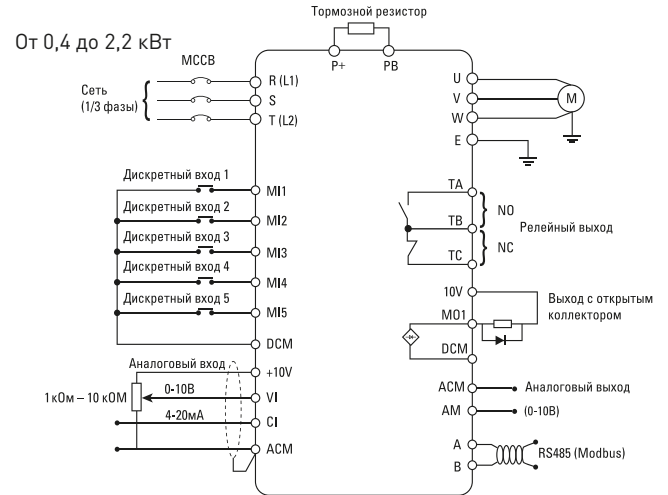 От 0,4 до 2,2 кВт
Тормозной резистор
P+ PB
MCCB
Сеть
(1/3 фазы)
R (L1)
S
T (L2)
U
V
W
E
M
Дискретный вход 1
MI1
Дискретный вход 2
MI2
Дискретный вход 3
MI3
Дискретный вход 4
MI4
Дискретный вход 5
MI5
DCM
TA
TB
TC
NO
NC
Релейный выход
10V
MO1
DCM
Выход с открытым
коллектором
Аналоговый вход
+10V
0-10В
VI
1 кОм – 10 кОМ
4-20мА
CI
ACM
ACM
Аналоговый выход
AM
(0-10В)
A
B
RS485 (Modbus)